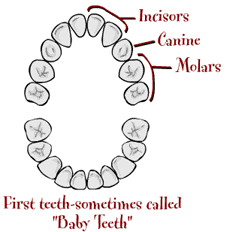 Incisors
Canine
Molars
First teeth-sometimes called
"Baby Teeth"